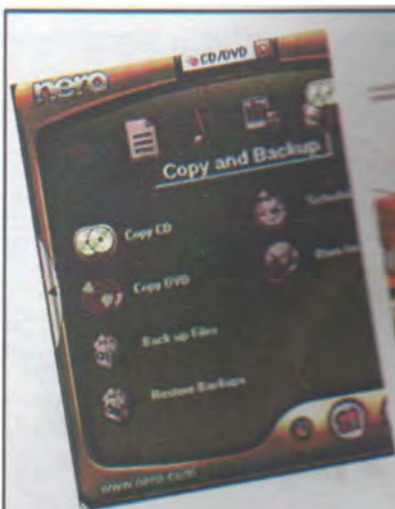 nero
CD/DVD
Copy and Backup
Copy CD
Copy DVD
Back up Files
Restore Backups
www.nero.com